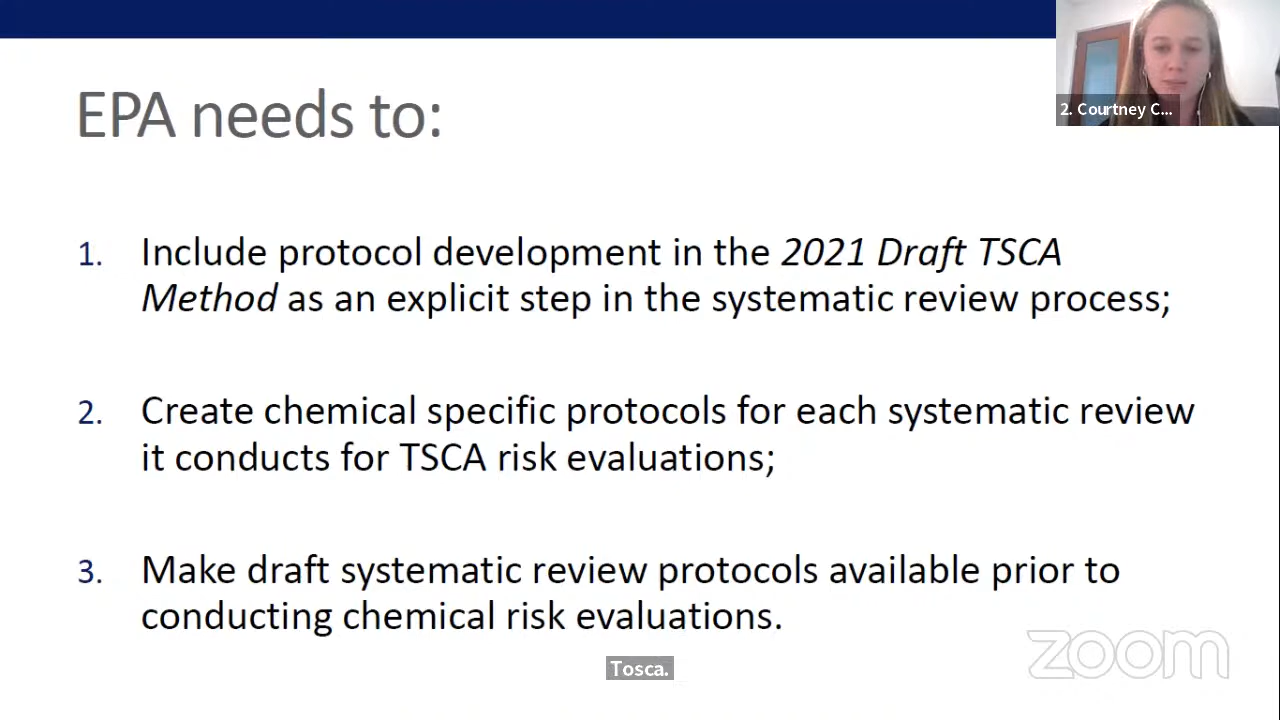 2. Courtney C...
EPA needs to:
1. Include protocol development in the 2021 Draft TSCA
Method as an explicit step in the systematic review process;
2. Create chemical specific protocols for each systematic review
it conducts for TSCA risk evaluations;
3. Make draft systematic review protocols available prior to
conducting chemical risk evaluations.
zoom
Tosca.